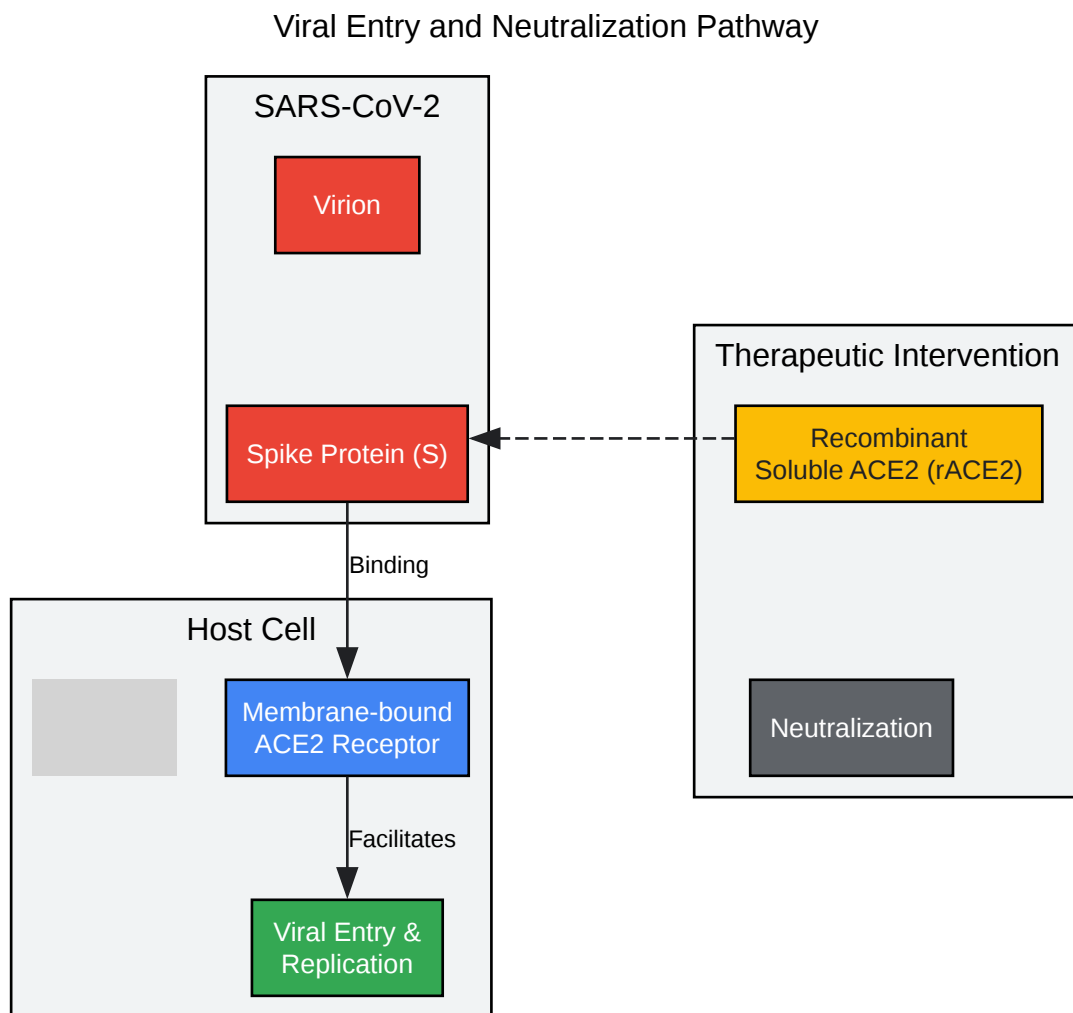 Viral Entry and Neutralization Pathway
SARS-CoV-2
Virion
Spike Protein (S)
Therapeutic Intervention
Recombinant
Soluble ACE2 (rACE2)
Binding
Host Cell
Membrane-bound
ACE2 Receptor
Neutralization
Facilitates
Viral Entry &
Replication